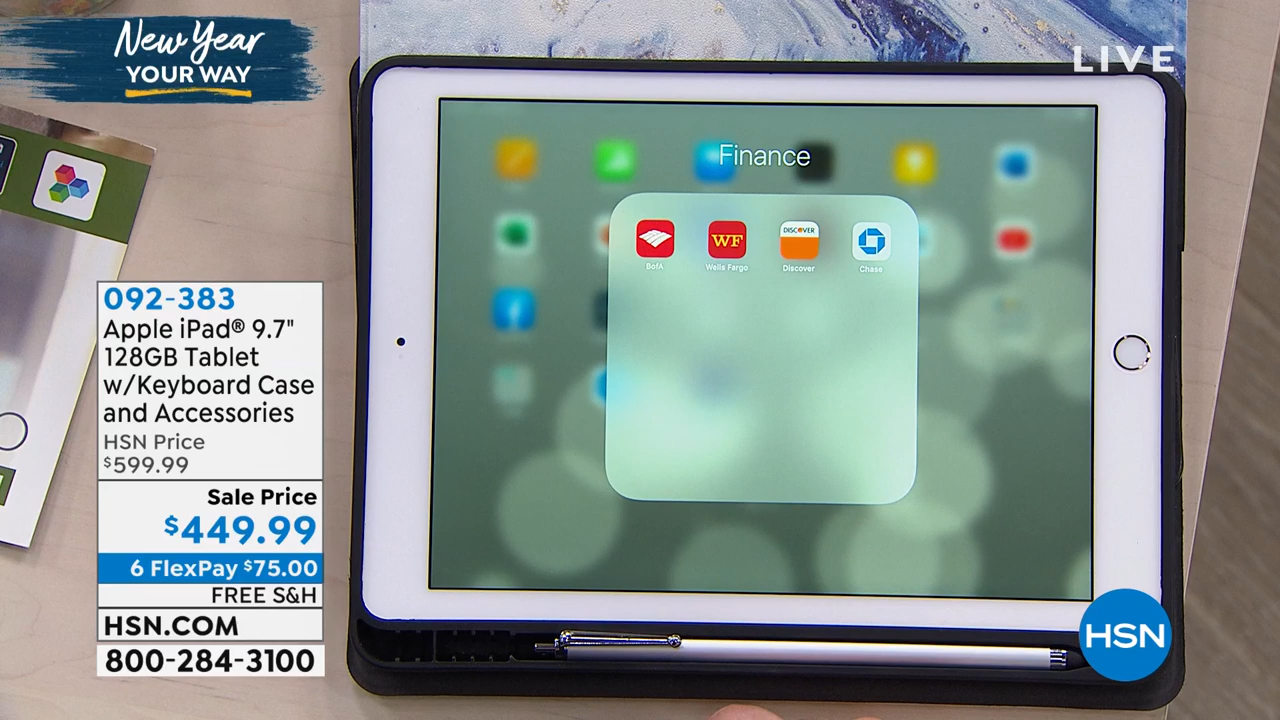 New Year
YOUR WAY
LIVE
Finance
DISCOVER
WF
BofA
Wells Fargo
Discover
Chase
092-383
Apple iPad® 9.7"
128GB Tablet
w/Keyboard Case
and Accessories
HSN Price
$599.99
Sale Price
$449.99
6 FlexPay $75.00
FREE S&H
HSN.COM
800-284-3100
HSN